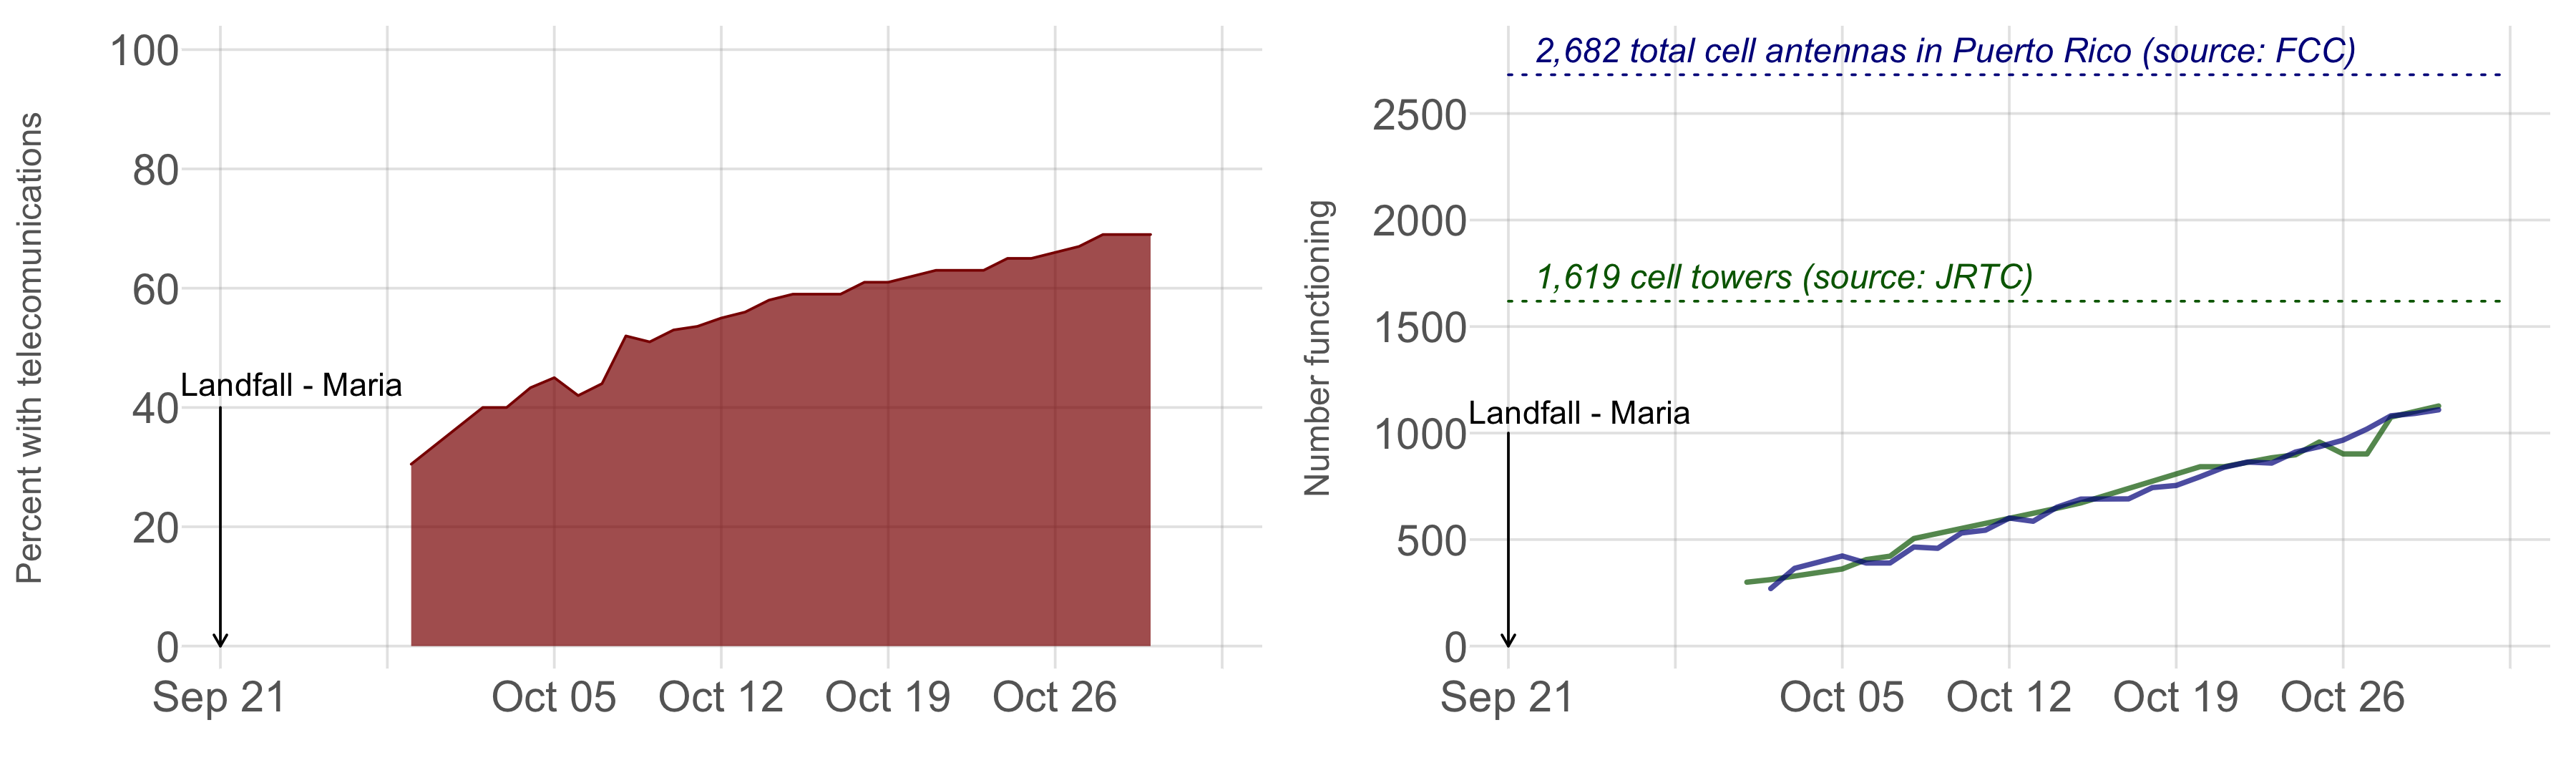 Percent with telecomunications
100
80
60
40
20
0
Landfall - Maria
Sep 21
Oct 05
Oct 12
Oct 19
Oct 26
Number functioning
2500
2000
1500
1000
500
0
2,682 total cell antennas in Puerto Rico (source: FCC)
1,619 cell towers (source: JRTC)
Landfall - Maria
Sep 21
Oct 05
Oct 12
Oct 19
Oct 26